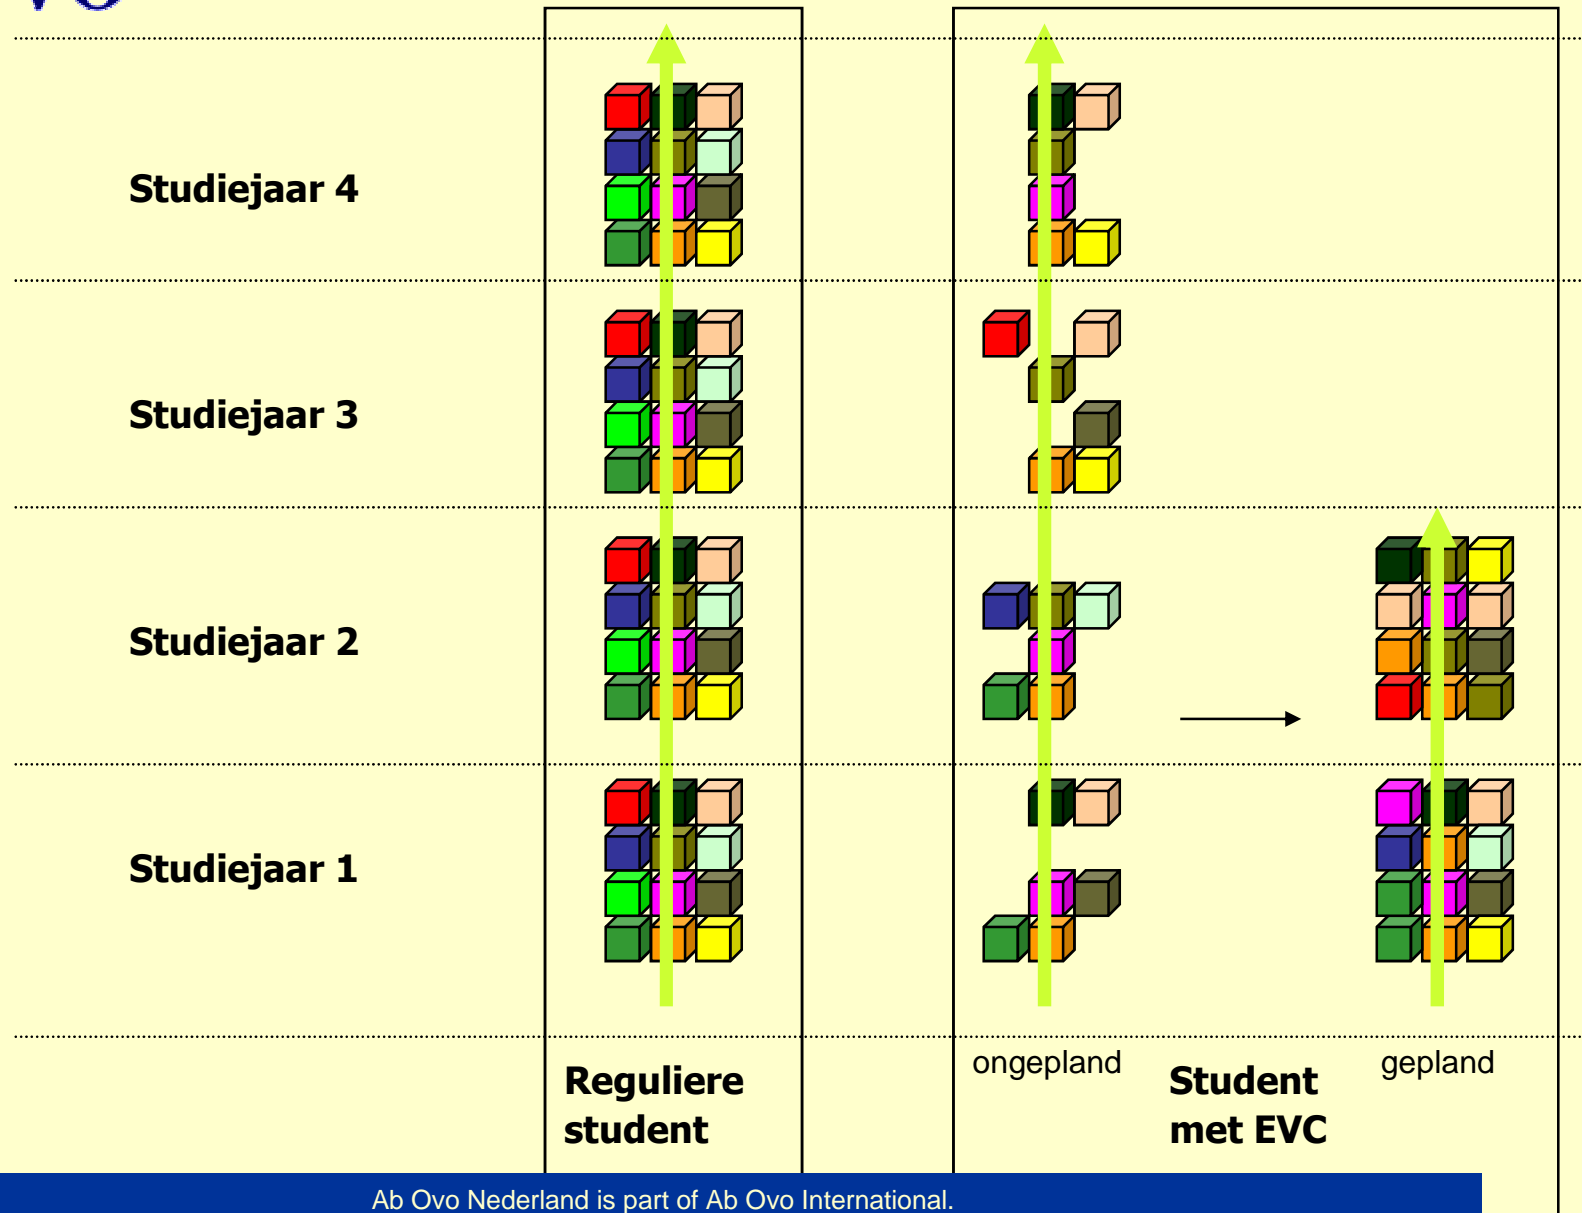 vo
Studiejaar 4
Studiejaar 3
Studiejaar 2
Studiejaar 1
Reguliere
student
ongepland
Student
met EVC
gepland
Ab Ovo Nederland is part of Ab Ovo International.